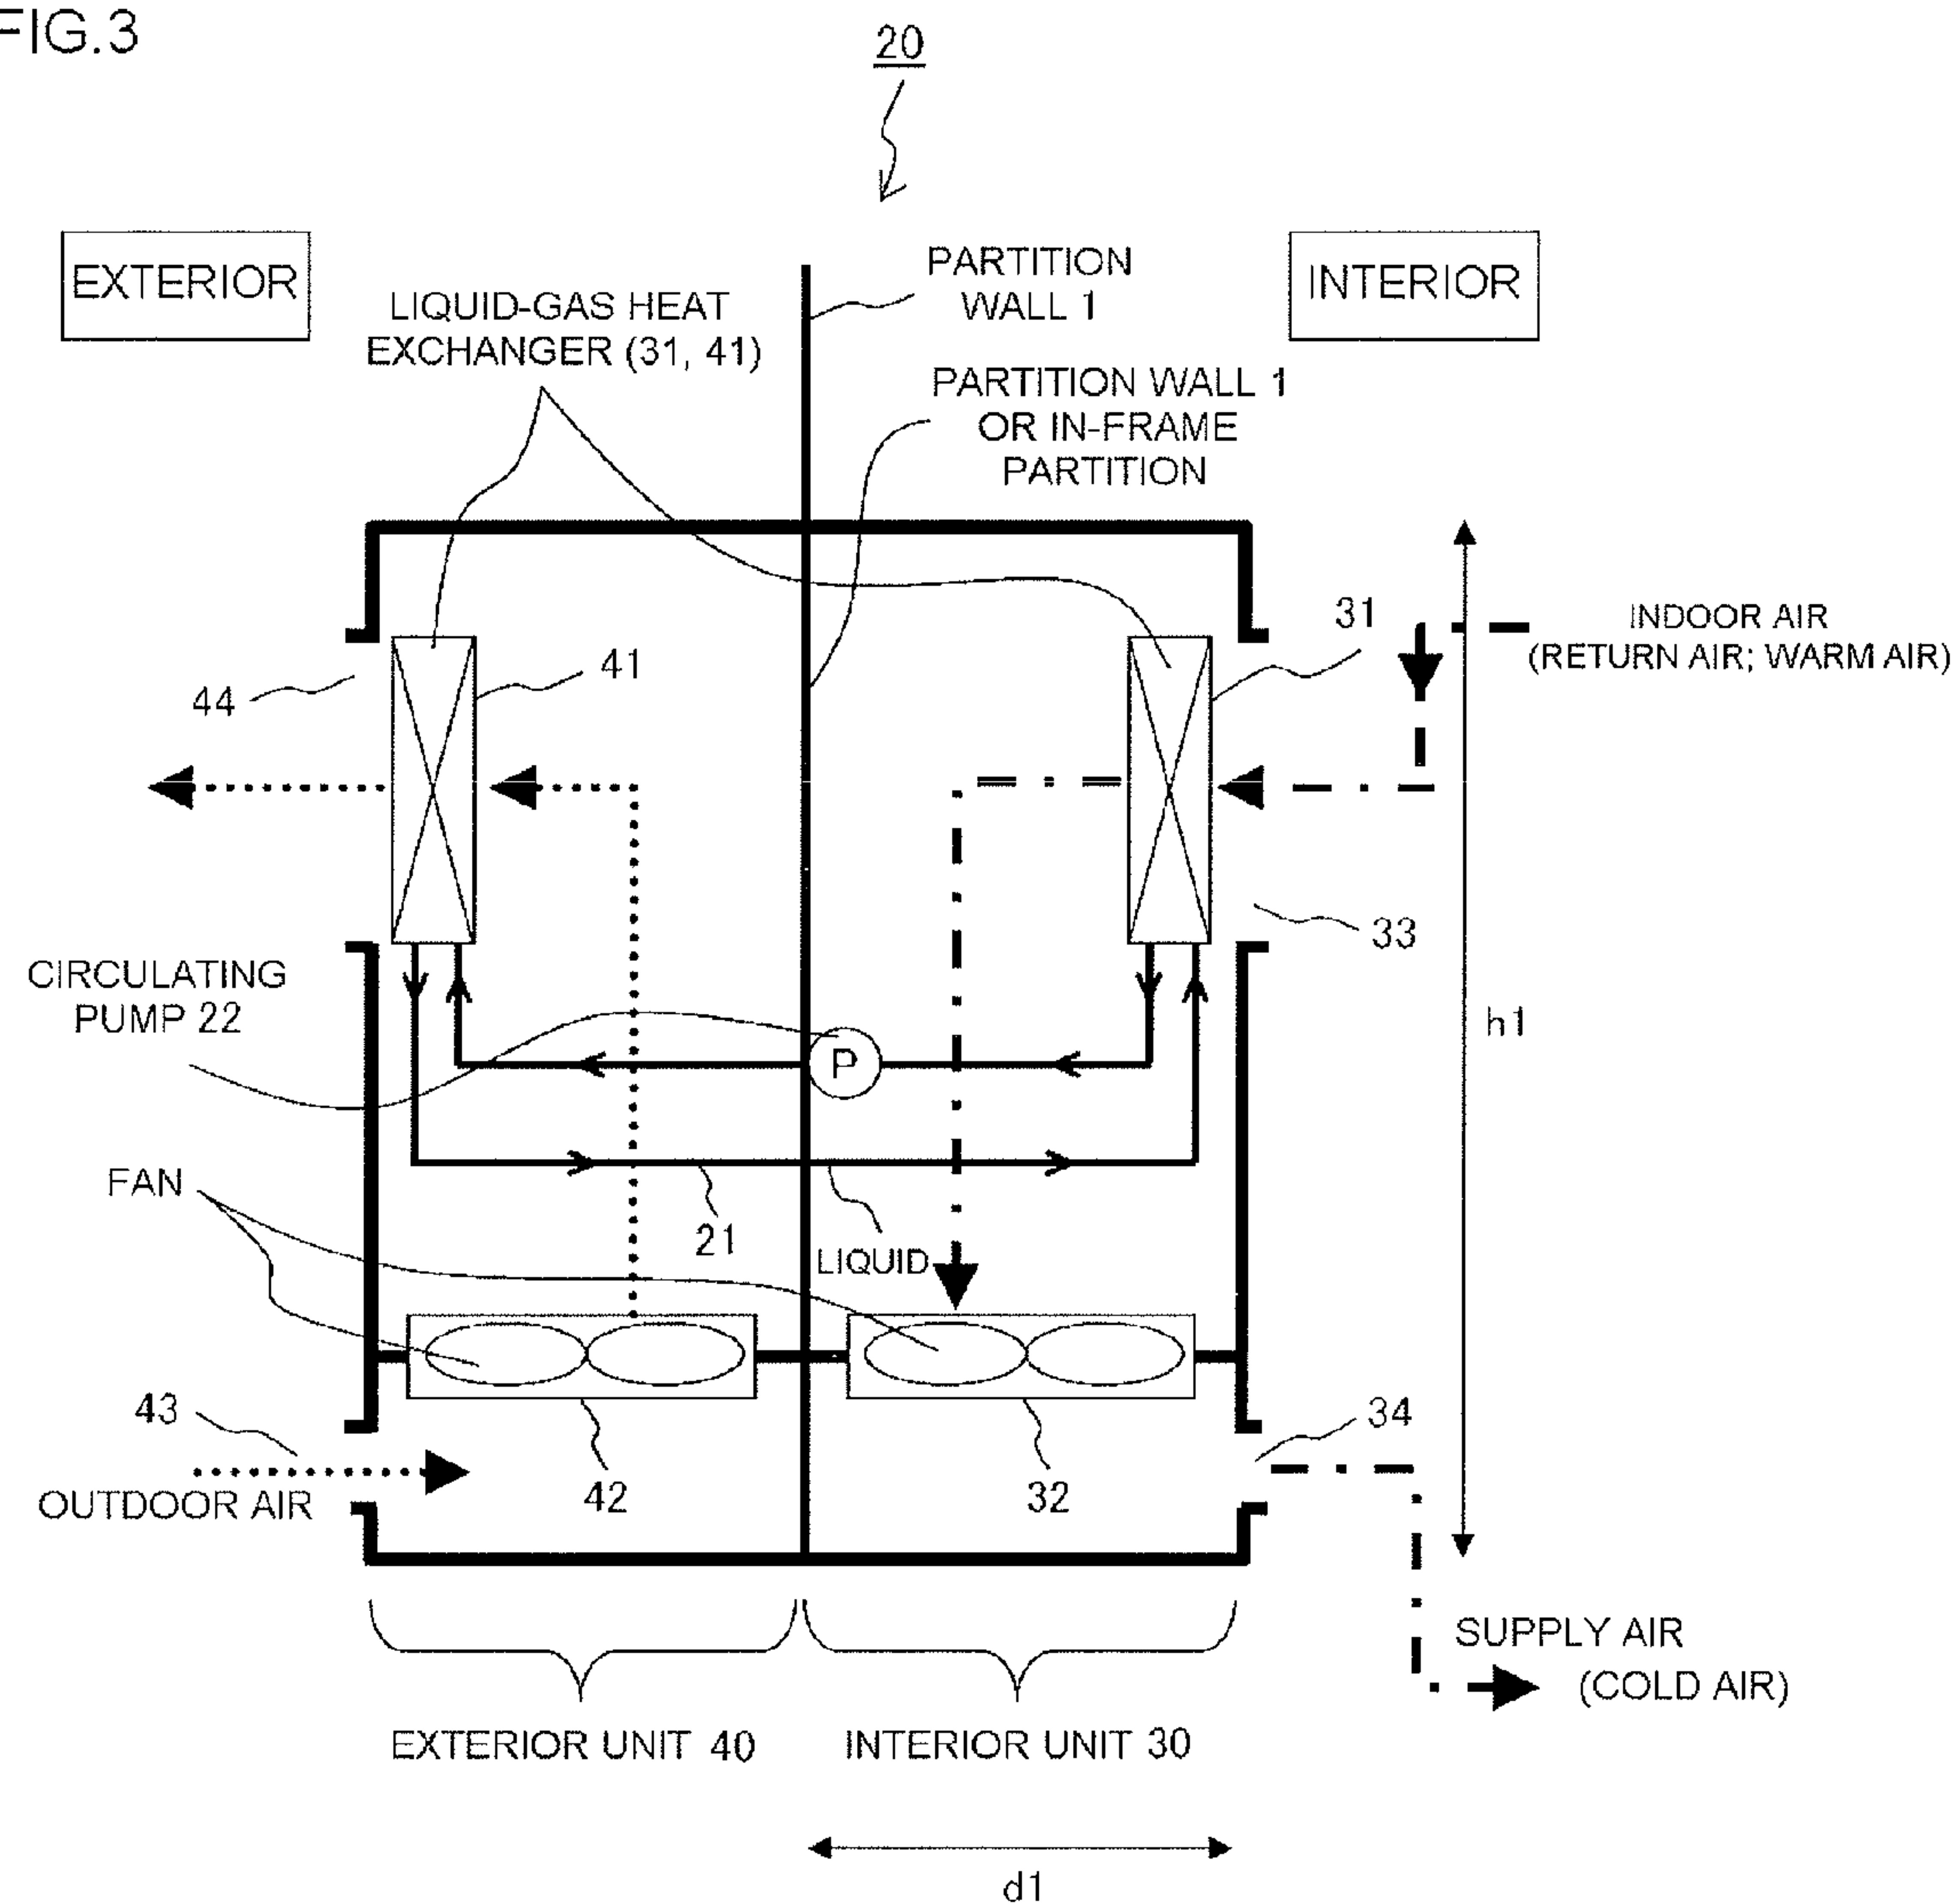 FIG.3
20
EXTERIOR
INTERIOR
PARTITION
WALL 1
LIQUID-GAS HEAT
EXCHANGER (31, 41)
PARTITION WALL 1
OR IN-FRAME
PARTITION
31
INDOOR AIR
(RETURN AIR; WARM AIR)
41
44
33
CIRCULATING
PUMP 22
h1
P
FAN
21
LIQUID
43
34
OUTDOOR AIR
42
32
SUPPLY AIR
(COLD AIR)
EXTERIOR UNIT 40
INTERIOR UNIT 30
d1